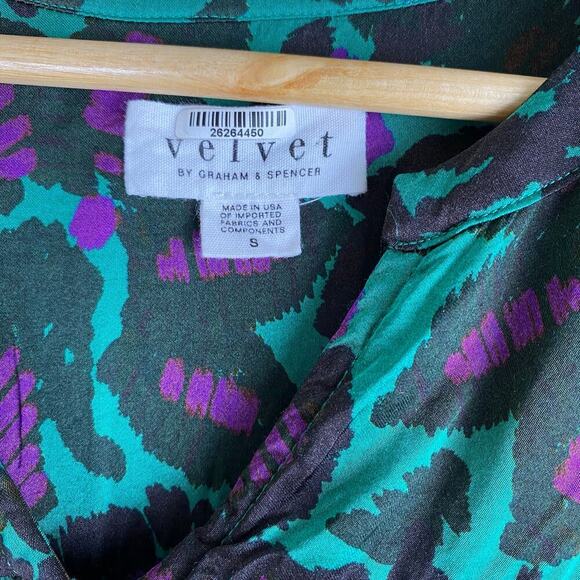 26264450
velvet
BY GRAHAM & SPENCER
MADE IN USA
OF IMPORTED
FABRICS AND
COMPONENTS
S